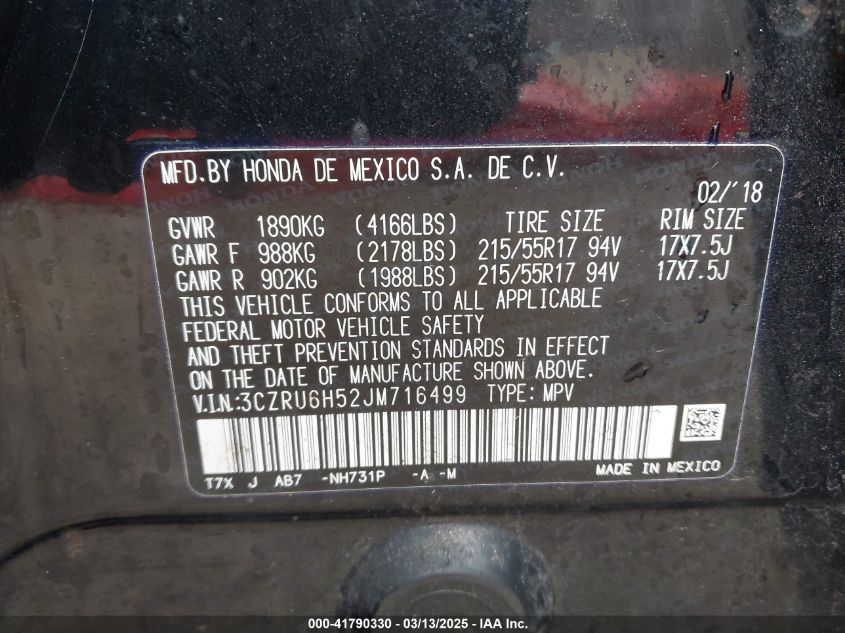 MFD.BY HONDA DE MEXICO S.A. DE C.V.
02/'18
GVWR 1890KG (4166LBS) TIRE SIZE RIM SIZE
GAWR F 988KG (2178LBS) 215/55R17 94V 17X7.5J
GAWR R 902KG (1988LBS) 215/55R17 94V 17X7.5J
THIS VEHICLE CONFORMS TO ALL APPLICABLE
FEDERAL MOTOR VEHICLE SAFETY
AND THEFT PREVENTION STANDARDS IN EFFECT
ON THE DATE OF MANUFACTURE SHOWN ABOVE.
V.I.N.:3CZRU6H52JM716499 TYPE: MPV
T7X J AB7 -NH731P -A -M MADE IN MEXICO
000-41790330 - 03/13/2025 - IAA Inc.